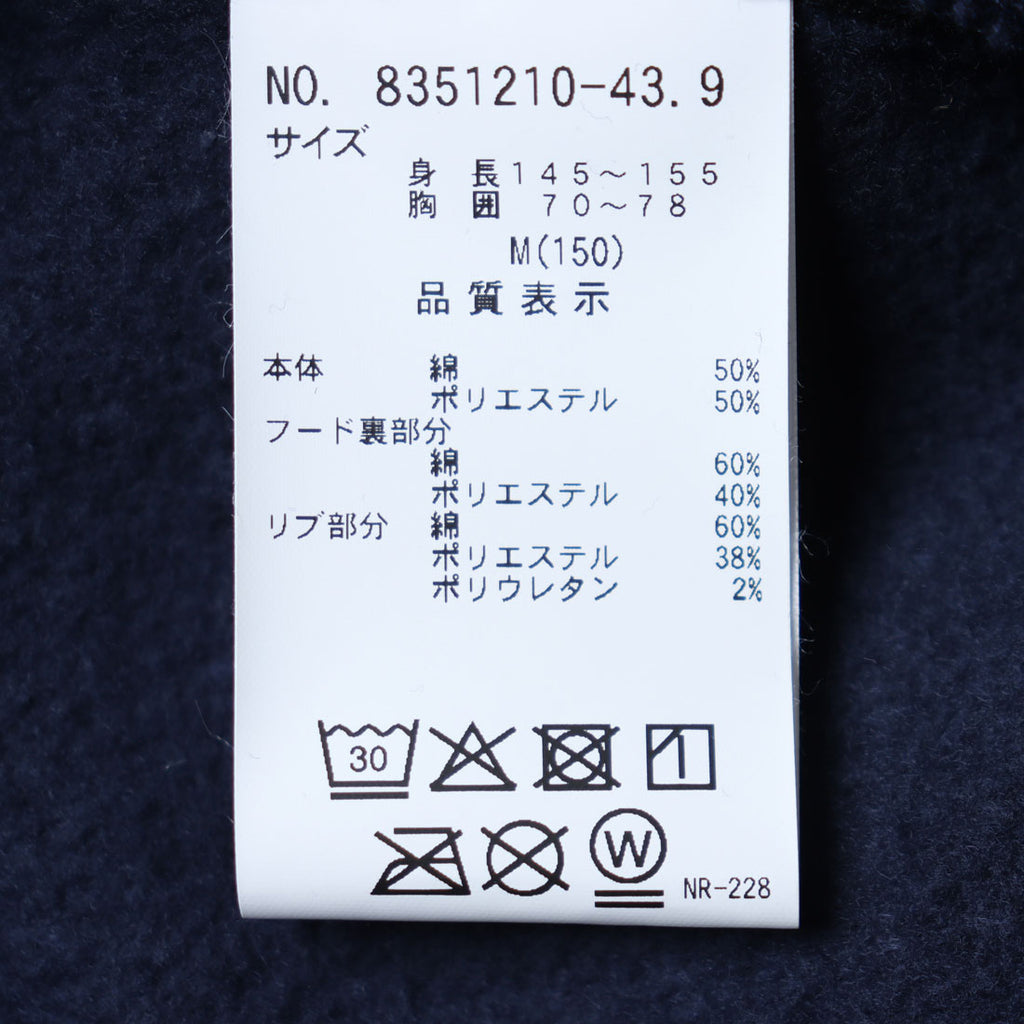 NO. 8351210-43.9
サイズ
身 長145～155
胸 囲 70～78
M(150)
品質表示
本体 綿 50%
ポリエステル 50%
フード裏部分
綿 60%
ポリエステル 40%
リブ部分 綿 60%
ポリエステル 38%
ポリウレタン 2%
30
W NR-228